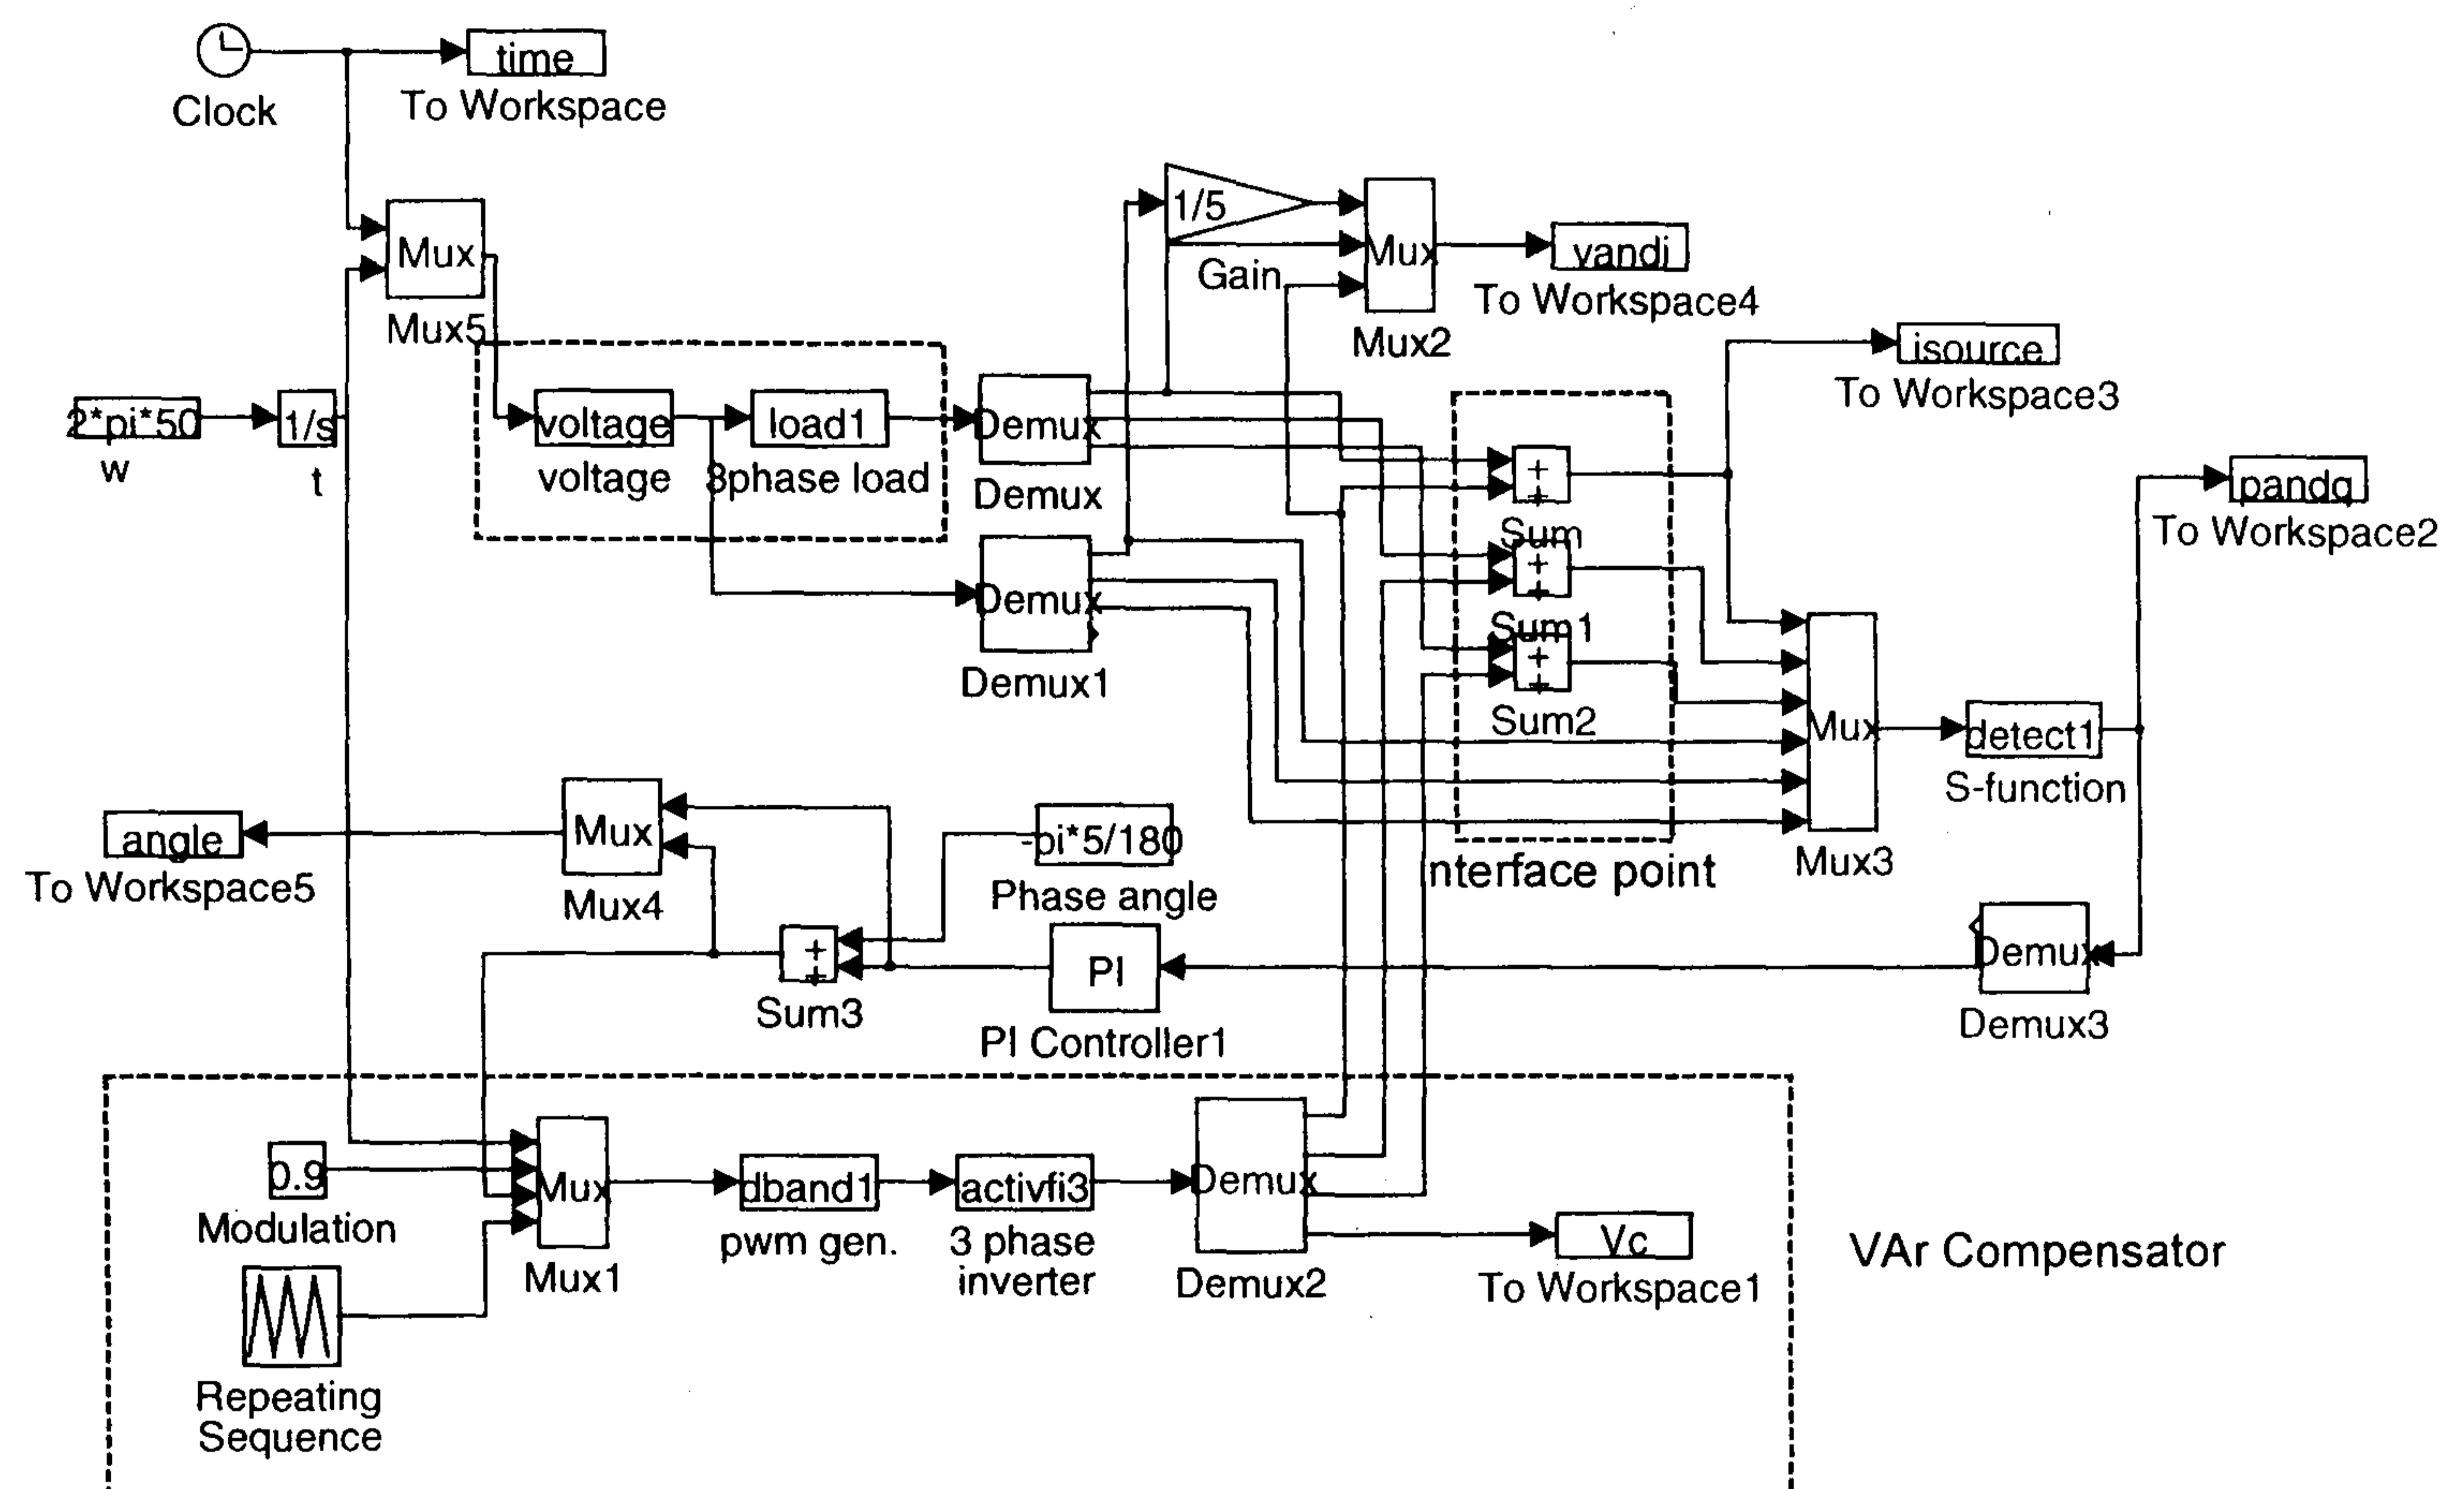 time
Clock
To Workspace
1/5
Mux
Mux
vandi
Gain
To Workspace4
Mux5
Mux2
isource
To Workspace3
2*pi*50
1/s
voltage
load1
Demux
w
t
voltage
3phase load
Demux
+
+
Sum
pandq
To Workspace2
Demux
+
+
Sum1
Demux1
+
+
Sum2
Mux
detect1
S-function
angle
Mux
-pi*5/180
To Workspace5
Mux4
Phase angle
nterface point
Mux3
+
+
PI
Demux
Sum3
PI Controller1
Demux3
0.9
Mux
dband1
activfi3
Demux
Modulation
pwm gen.
3 phase
inverter
Vc
VAr Compensator
Mux1
Demux2
To Workspace1
Repeating
Sequence